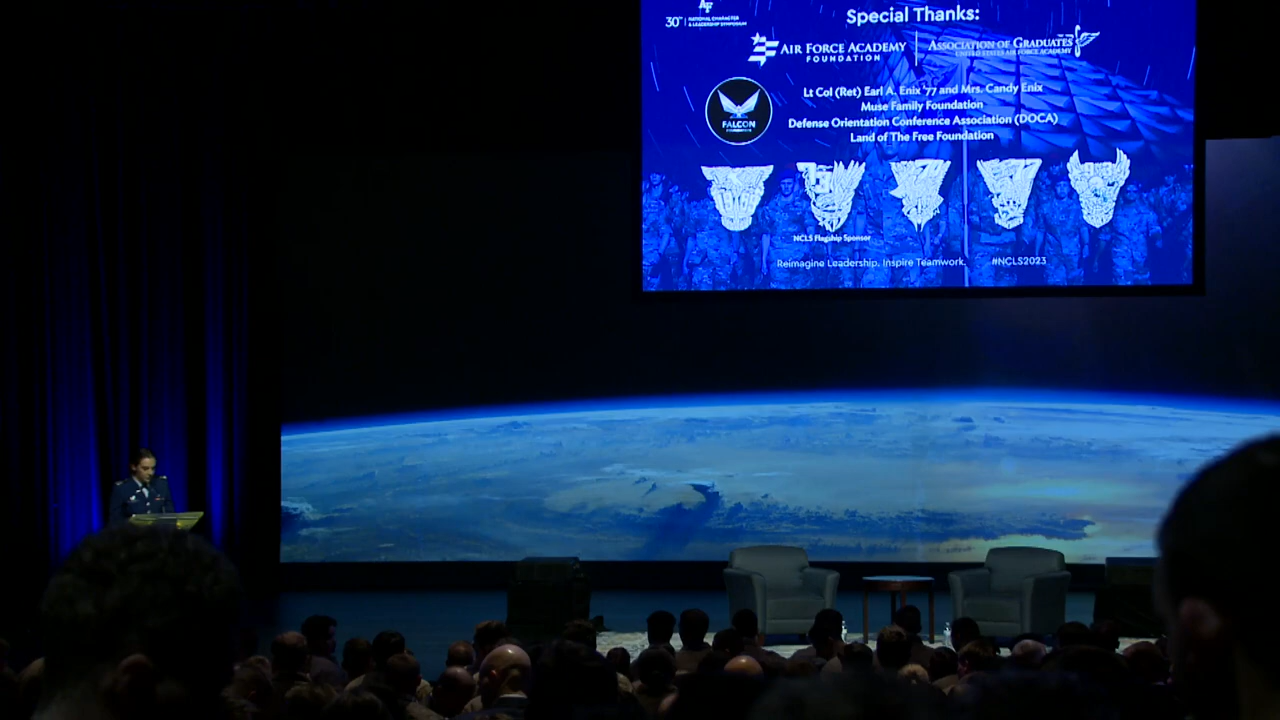 Special Thanks:
30TH | NATIONAL CHARACTER
& LEADERSHIP SYMPOSIUM
AIR FORCE ACADEMY
FOUNDATION
ASSOCIATION OF GRADUATES
UNITED STATES AIR FORCE ACADEMY
Lt Col (Ret) Earl A. Enix '77 and Mrs. Candy Enix
Muse Family Foundation
Defense Orientation Conference Association (DOCA)
Land of The Free Foundation
FALCON
FOUNDATION
NCLS Flagship Sponsor
Reimagine Leadership. Inspire Teamwork.
#NCLS2023